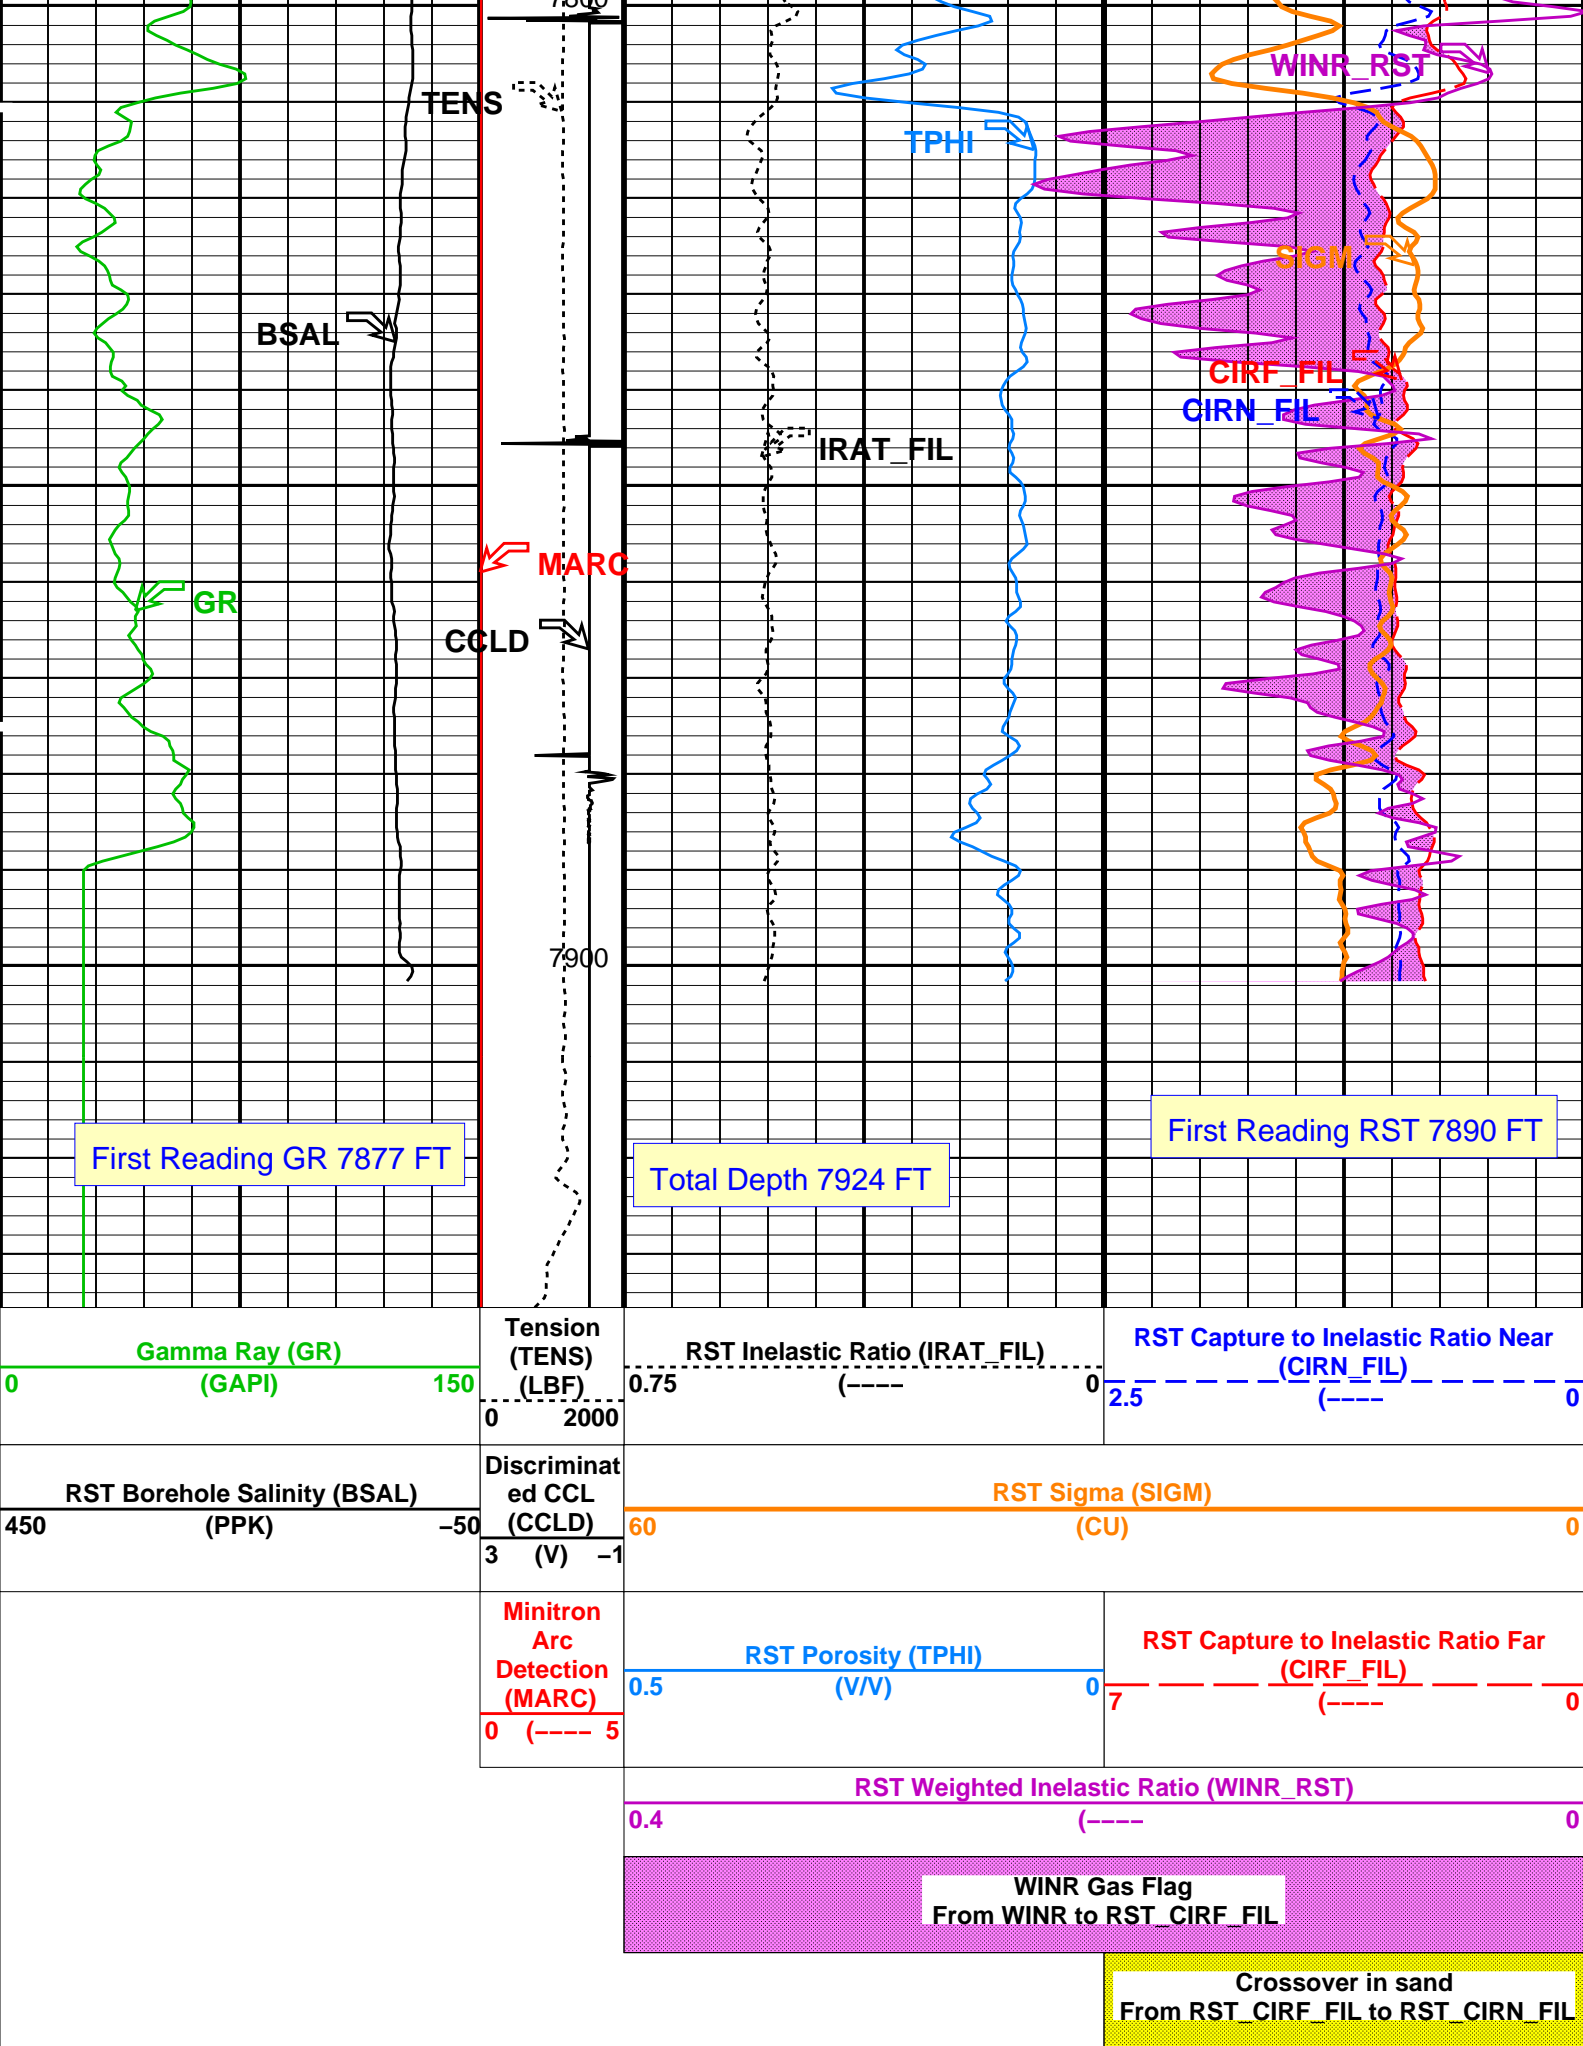 7800
WINR_RST
TENS
TPHI
SIGM
BSAL
CIRF_FIL
CIRN_FIL
IRAT_FIL
MARC
GR
CCLD
7900
First Reading GR 7877 FT
Total Depth 7924 FT
First Reading RST 7890 FT
Gamma Ray (GR)
0 (GAPI) 150
Tension
(TENS)
(LBF)
0 2000
RST Inelastic Ratio (IRAT_FIL)
0.75 (−−−− 0
RST Capture to Inelastic Ratio Near
(CIRN_FIL)
2.5 (−−−− 0
RST Borehole Salinity (BSAL)
450 (PPK) −50
Discriminat
ed CCL
(CCLD)
3 (V) −1
RST Sigma (SIGM)
60 (CU) 0
Minitron
Arc
Detection
(MARC)
0 (−−−− 5
RST Porosity (TPHI)
0.5 (V/V) 0
RST Capture to Inelastic Ratio Far
(CIRF_FIL)
7 (−−−− 0
RST Weighted Inelastic Ratio (WINR_RST)
0.4 (−−−− 0
WINR Gas Flag
From WINR to RST_CIRF_FIL
Crossover in sand
From RST_CIRF_FIL to RST_CIRN_FIL